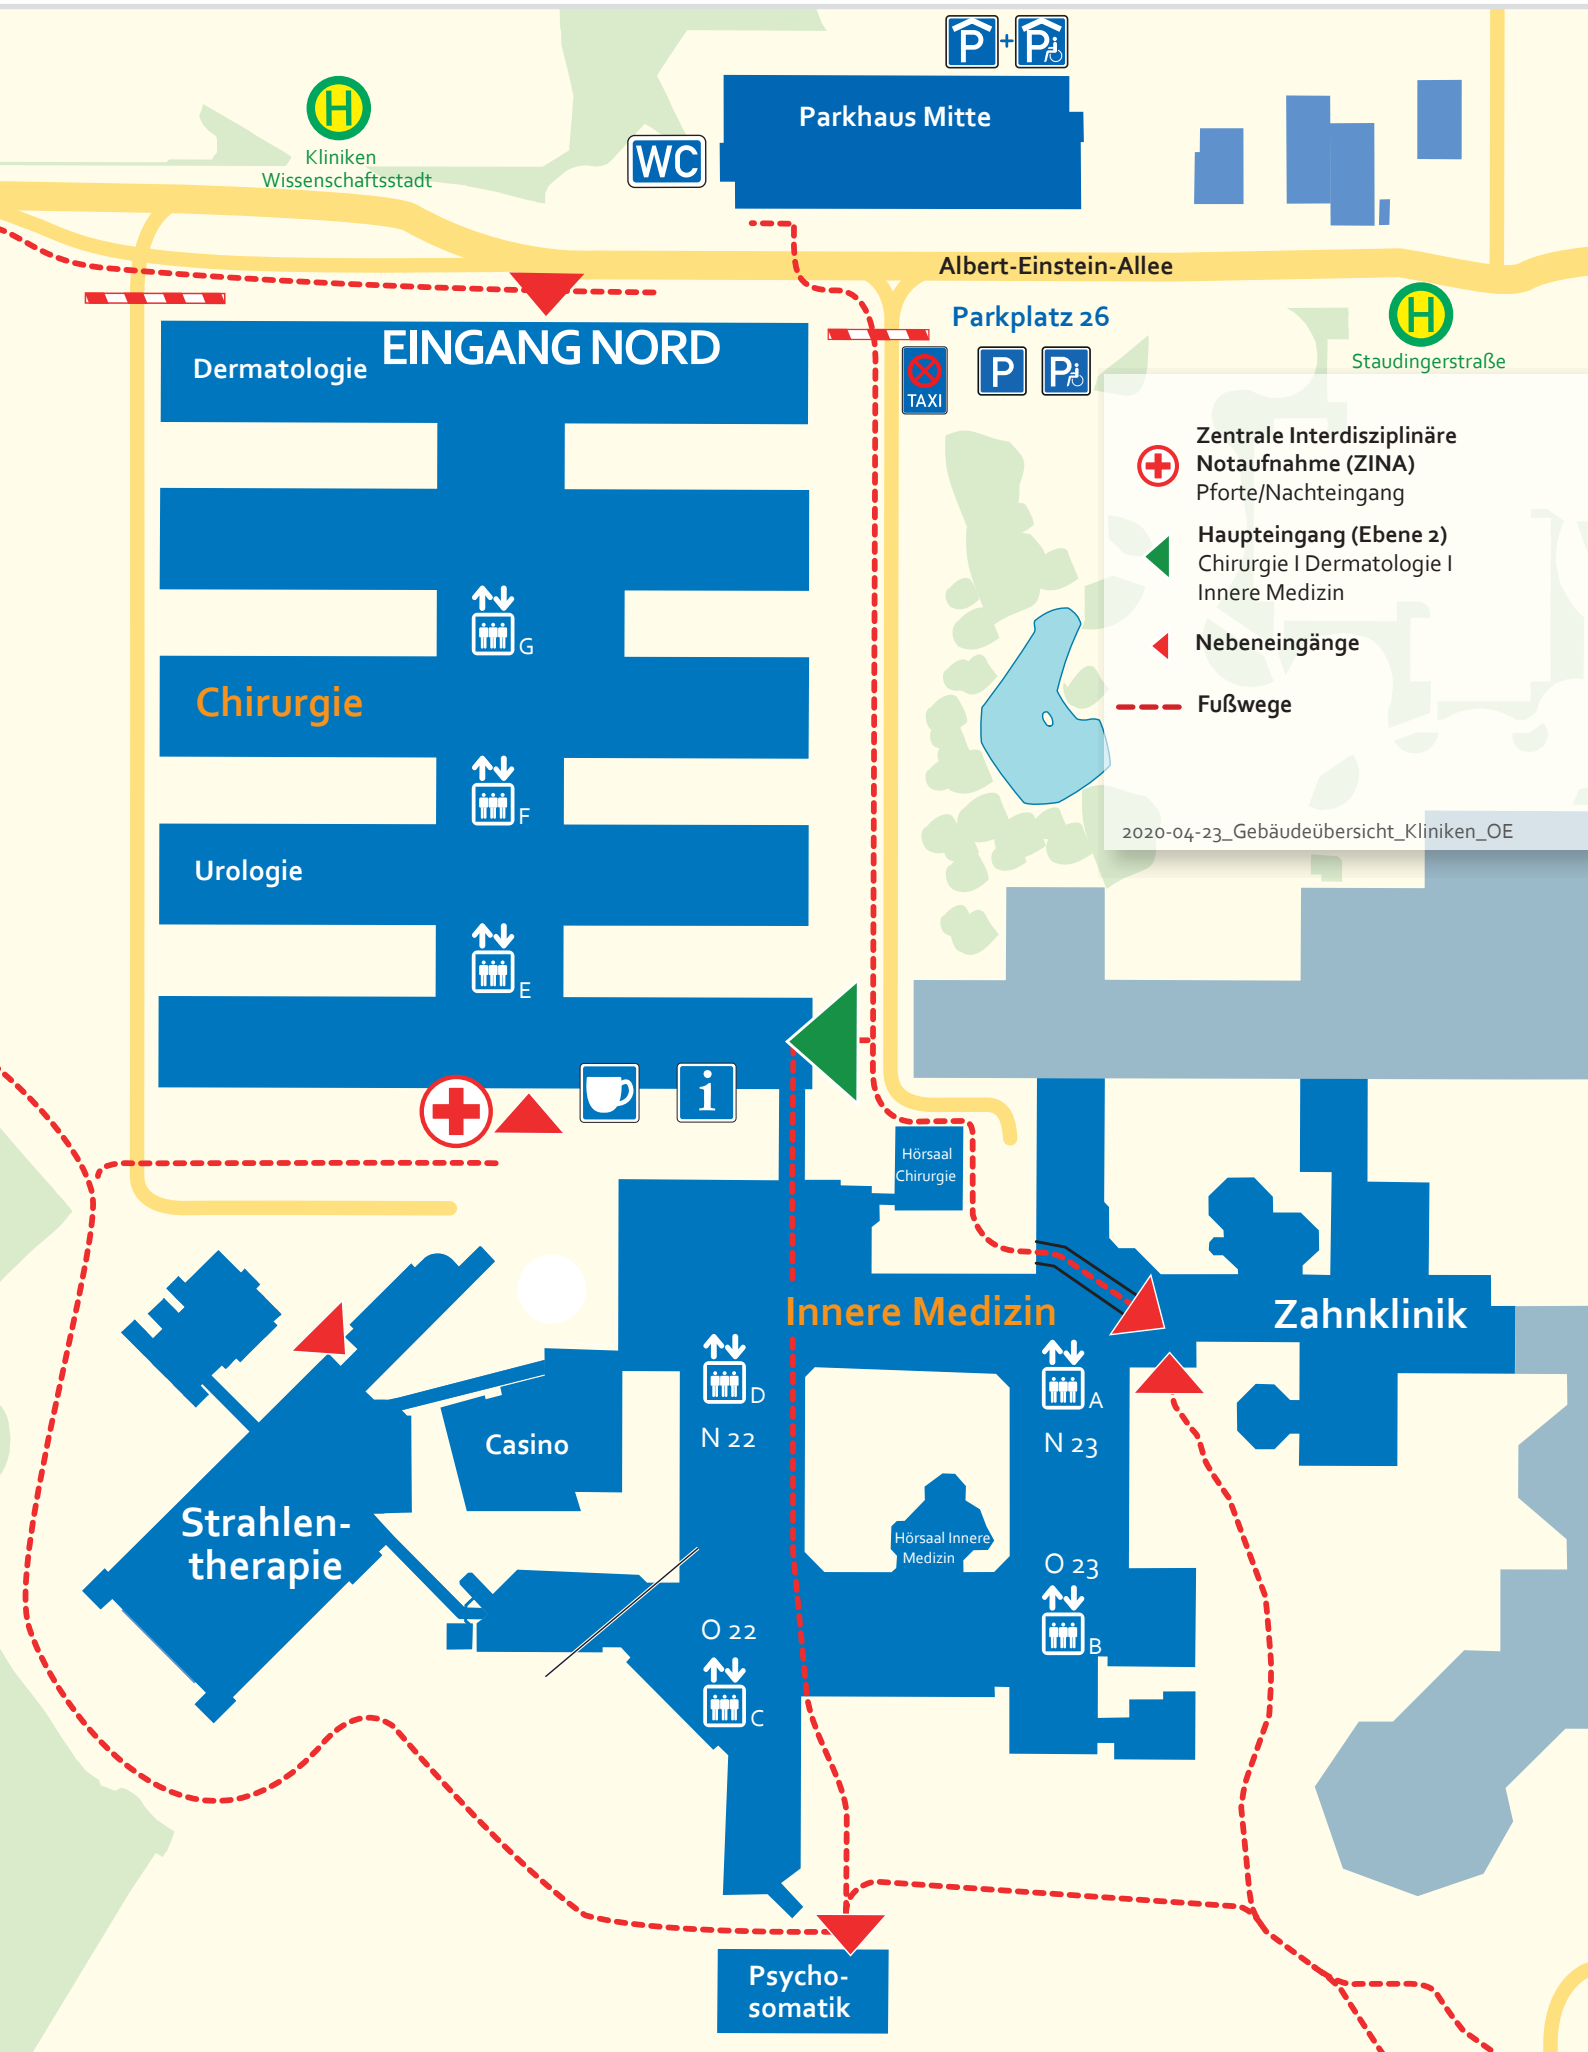 P
+
P
Parkhaus Mitte
H
Kliniken
Wissenschaftsstadt
WC
Albert-Einstein-Allee
H
Staudingerstraße
Parkplatz 26
TAXI
P
P
EINGANG NORD
Dermatologie
Zentrale Interdisziplinäre
Notaufnahme (ZINA)
Pforte/Nachteingang
Haupteingang (Ebene 2)
Chirurgie I Dermatologie I
Innere Medizin
Nebeneingänge
Fußwege
2020-04-23_Gebäudeübersicht_Kliniken_OE
G
Chirurgie
F
Urologie
E
i
Hörsaal
Chirurgie
Innere Medizin
Zahnklinik
D
N 22
A
N 23
Casino
Strahlen-
therapie
Hörsaal Innere
Medizin
O 23
B
O 22
C
Psycho-
somatik